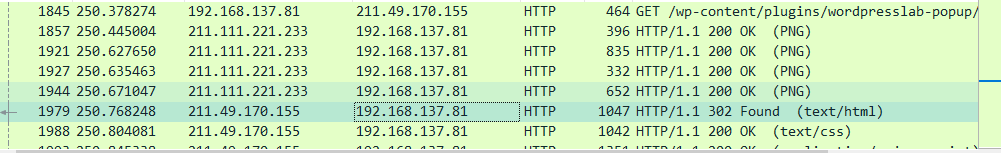 1845 250.378274 192.168.137.81 211.49.170.155 HTTP 464 GET /wp-content/plugins/wordpresslab-popup/
1857 250.445004 211.111.221.233 192.168.137.81 HTTP 396 HTTP/1.1 200 OK (PNG)
1921 250.627650 211.111.221.233 192.168.137.81 HTTP 835 HTTP/1.1 200 OK (PNG)
1927 250.635463 211.111.221.233 192.168.137.81 HTTP 332 HTTP/1.1 200 OK (PNG)
1944 250.671047 211.111.221.233 192.168.137.81 HTTP 652 HTTP/1.1 200 OK (PNG)
1979 250.768248 211.49.170.155 192.168.137.81 HTTP 1047 HTTP/1.1 302 Found (text/html)
1988 250.804081 211.49.170.155 192.168.137.81 HTTP 1042 HTTP/1.1 200 OK (text/css)